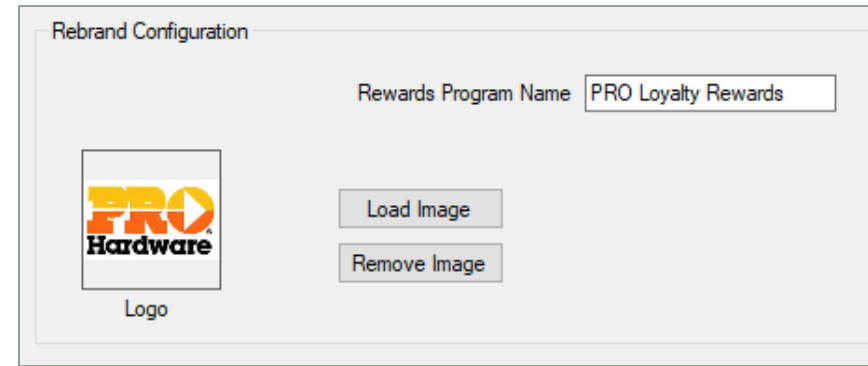 Rebrand Configuration
Rewards Program Name PRO Loyalty Rewards
PRO
Hardware
Load Image
Remove Image
Logo